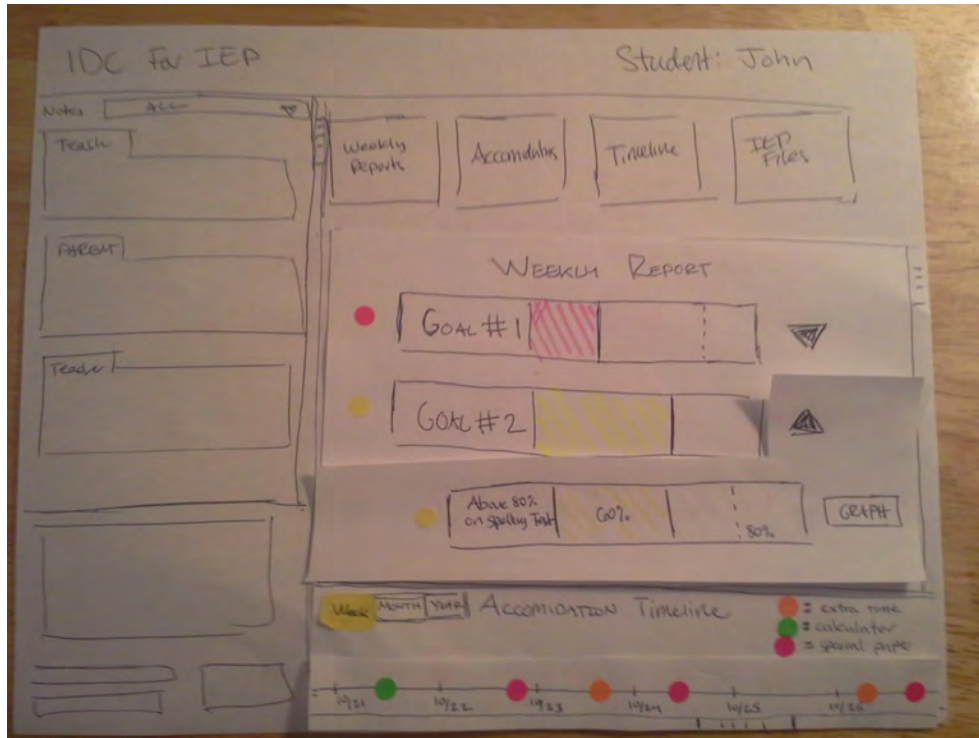 IDC For IEP
Student: John
Notes ALL
Teach
PARENT
Teacher
Weekly
Reports
Timeline
IEP
Files
WEEKLY REPORT
GOAL #1
GOAL #2
Above 80%
on Spelling Test
60%
80%
GRAPH
Week MONTH YEAR ACCOMIDATION Timeline
= extra time
= calculator
= special paper
10/21 10/22 10/23 10/24 10/25 10/26